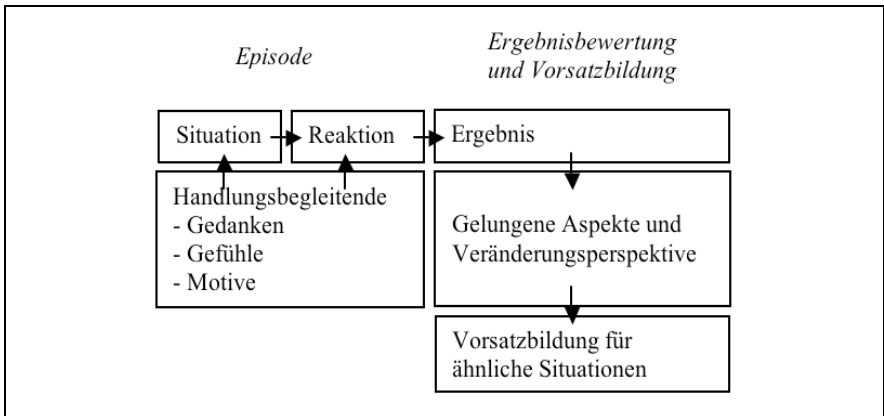 Episode
Ergebnisbewertung
und Vorsatzbildung
Situation
Reaktion
Ergebnis
Handlungsbegleitende
- Gedanken
- Gefühle
- Motive
Gelungene Aspekte und
Veränderungsperspektive
Vorsatzbildung für
ähnliche Situationen